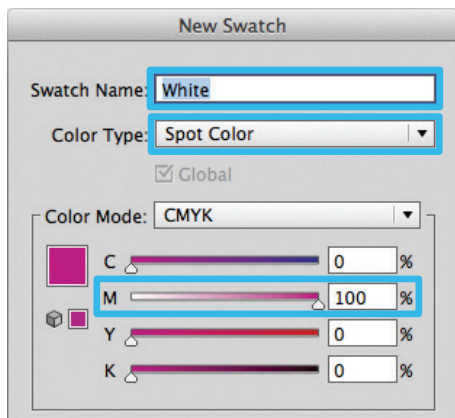 New Swatch
Swatch Name: White
Color Type: Spot Color
Global
Color Mode: CMYK
C 0 %
M 100 %
Y 0 %
K 0 %